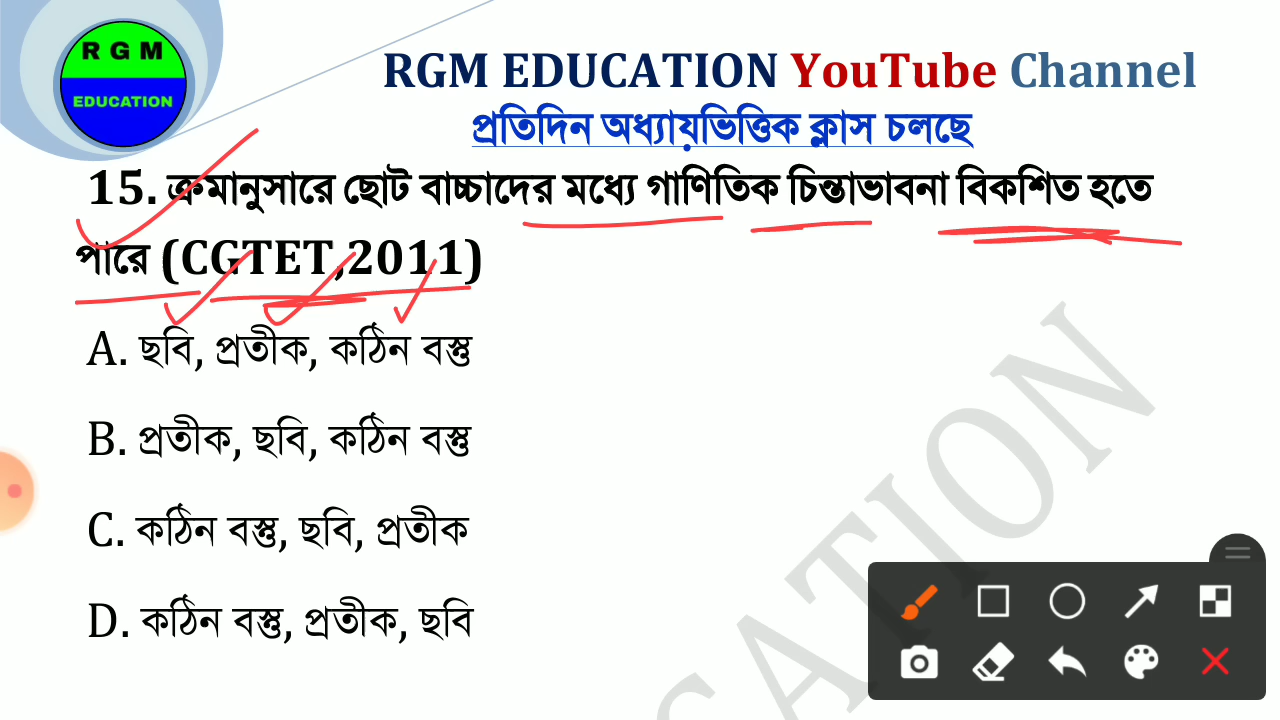 R G M
EDUCATION
RGM EDUCATION YouTube Channel
প্রতিদিন অধ্যায়ভিত্তিক ক্লাস চলছে
15. ক্রমানুসারে ছোট বাচ্চাদের মধ্যে গাণিতিক চিন্তাভাবনা বিকশিত হতে
পারে (CGTET,2011)
A. ছবি, প্রতীক, কঠিন বস্তু
B. প্রতীক, ছবি, কঠিন বস্তু
C. কঠিন বস্তু, ছবি, প্রতীক
D. কঠিন বস্তু, প্রতীক, ছবি
CATION